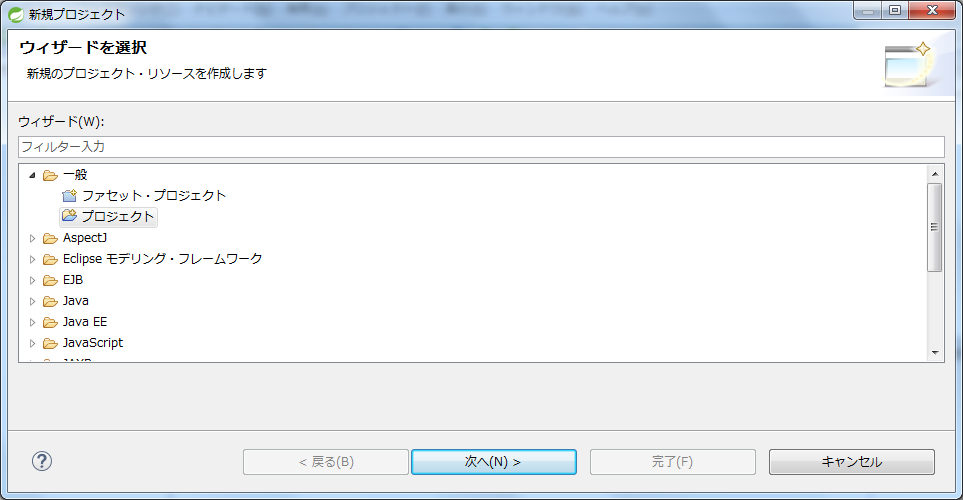 新規プロジェクト
ウィザードを選択
新規のプロジェクト・リソースを作成します
ウィザード(W):
フィルター入力
一般
ファセット・プロジェクト
プロジェクト
AspectJ
Eclipse モデリング・フレームワーク
EJB
Java
Java EE
JavaScript
< 戻る(B)
次へ(N) >
完了(F)
キャンセル